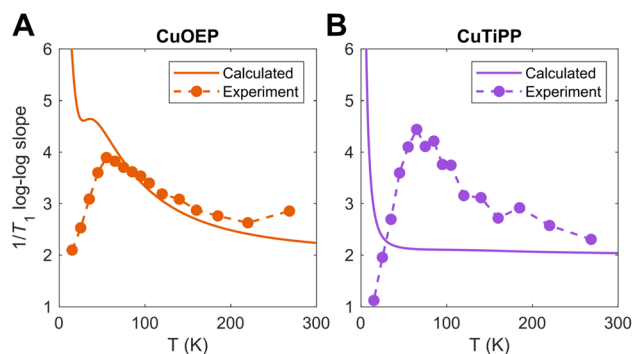 A
CuOEP
Calculated
Experiment
1/T1 log-log slope
6
5
4
3
2
1
0 100 200 300
T (K)
B
CuTiPP
Calculated
Experiment
6
5
4
3
2
1
0 100 200 300
T (K)